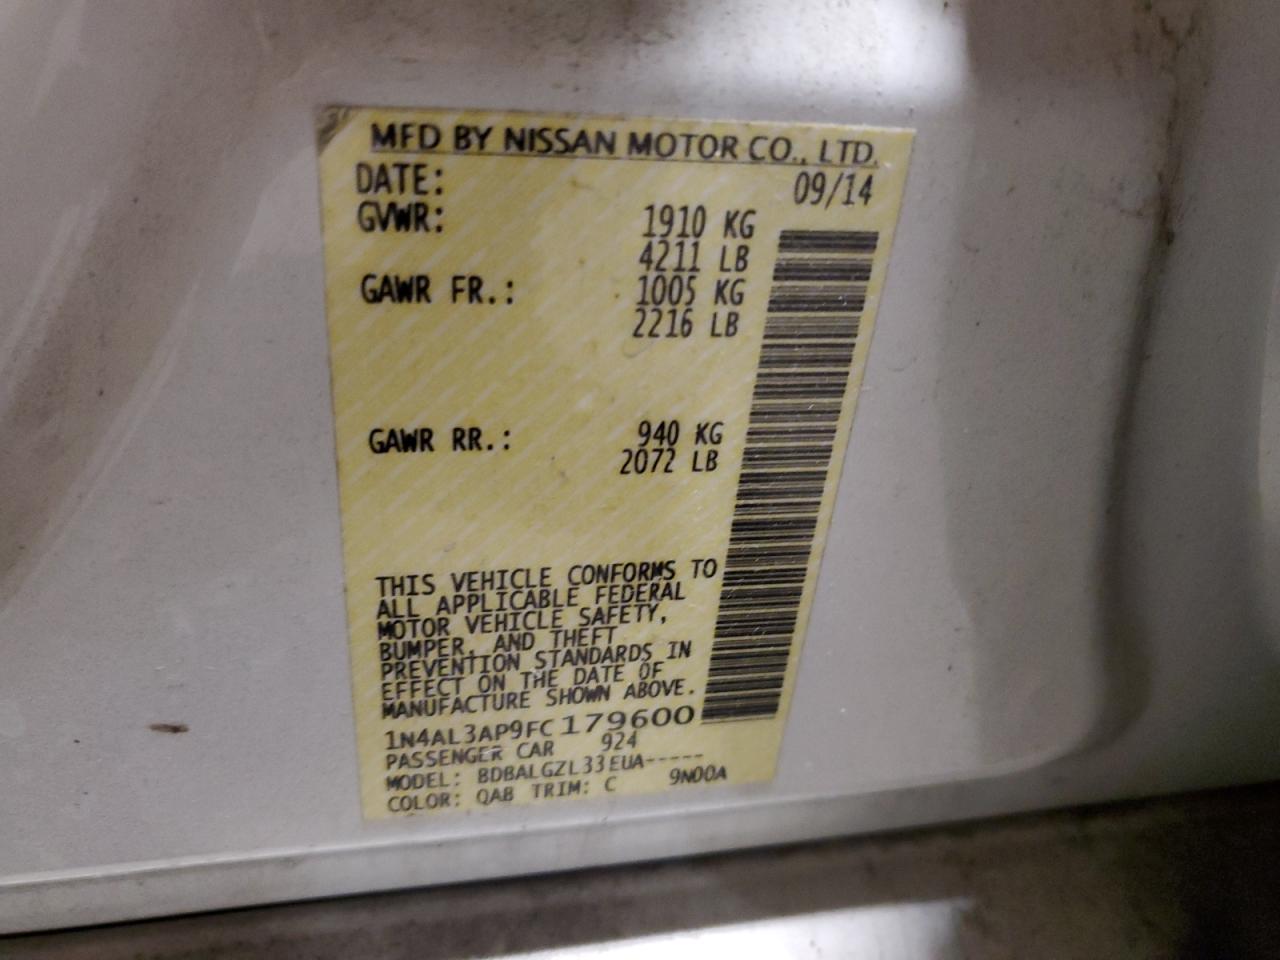 MFD BY NISSAN MOTOR CO., LTD.
DATE: 09/14
GVWR: 1910 KG
4211 LB
GAWR FR.: 1005 KG
2216 LB
GAWR RR.: 940 KG
2072 LB
THIS VEHICLE CONFORMS TO
ALL APPLICABLE FEDERAL
MOTOR VEHICLE SAFETY,
BUMPER, AND THEFT
PREVENTION STANDARDS IN
EFFECT ON THE DATE OF
MANUFACTURE SHOWN ABOVE.
1N4AL3AP9FC179600
PASSENGER CAR 924
MODEL: BDBALGZL33EUA-----
COLOR: QAB TRIM: C 9N00A